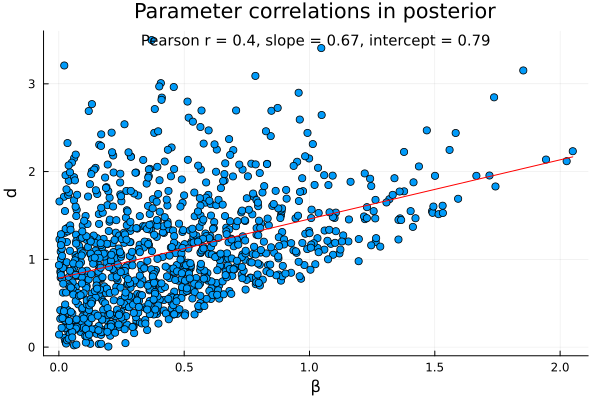 Parameter correlations in posterior
Pearson r = 0.4, slope = 0.67, intercept = 0.79
3
2
1
0
d
0.0 0.5 1.0 1.5 2.0
β